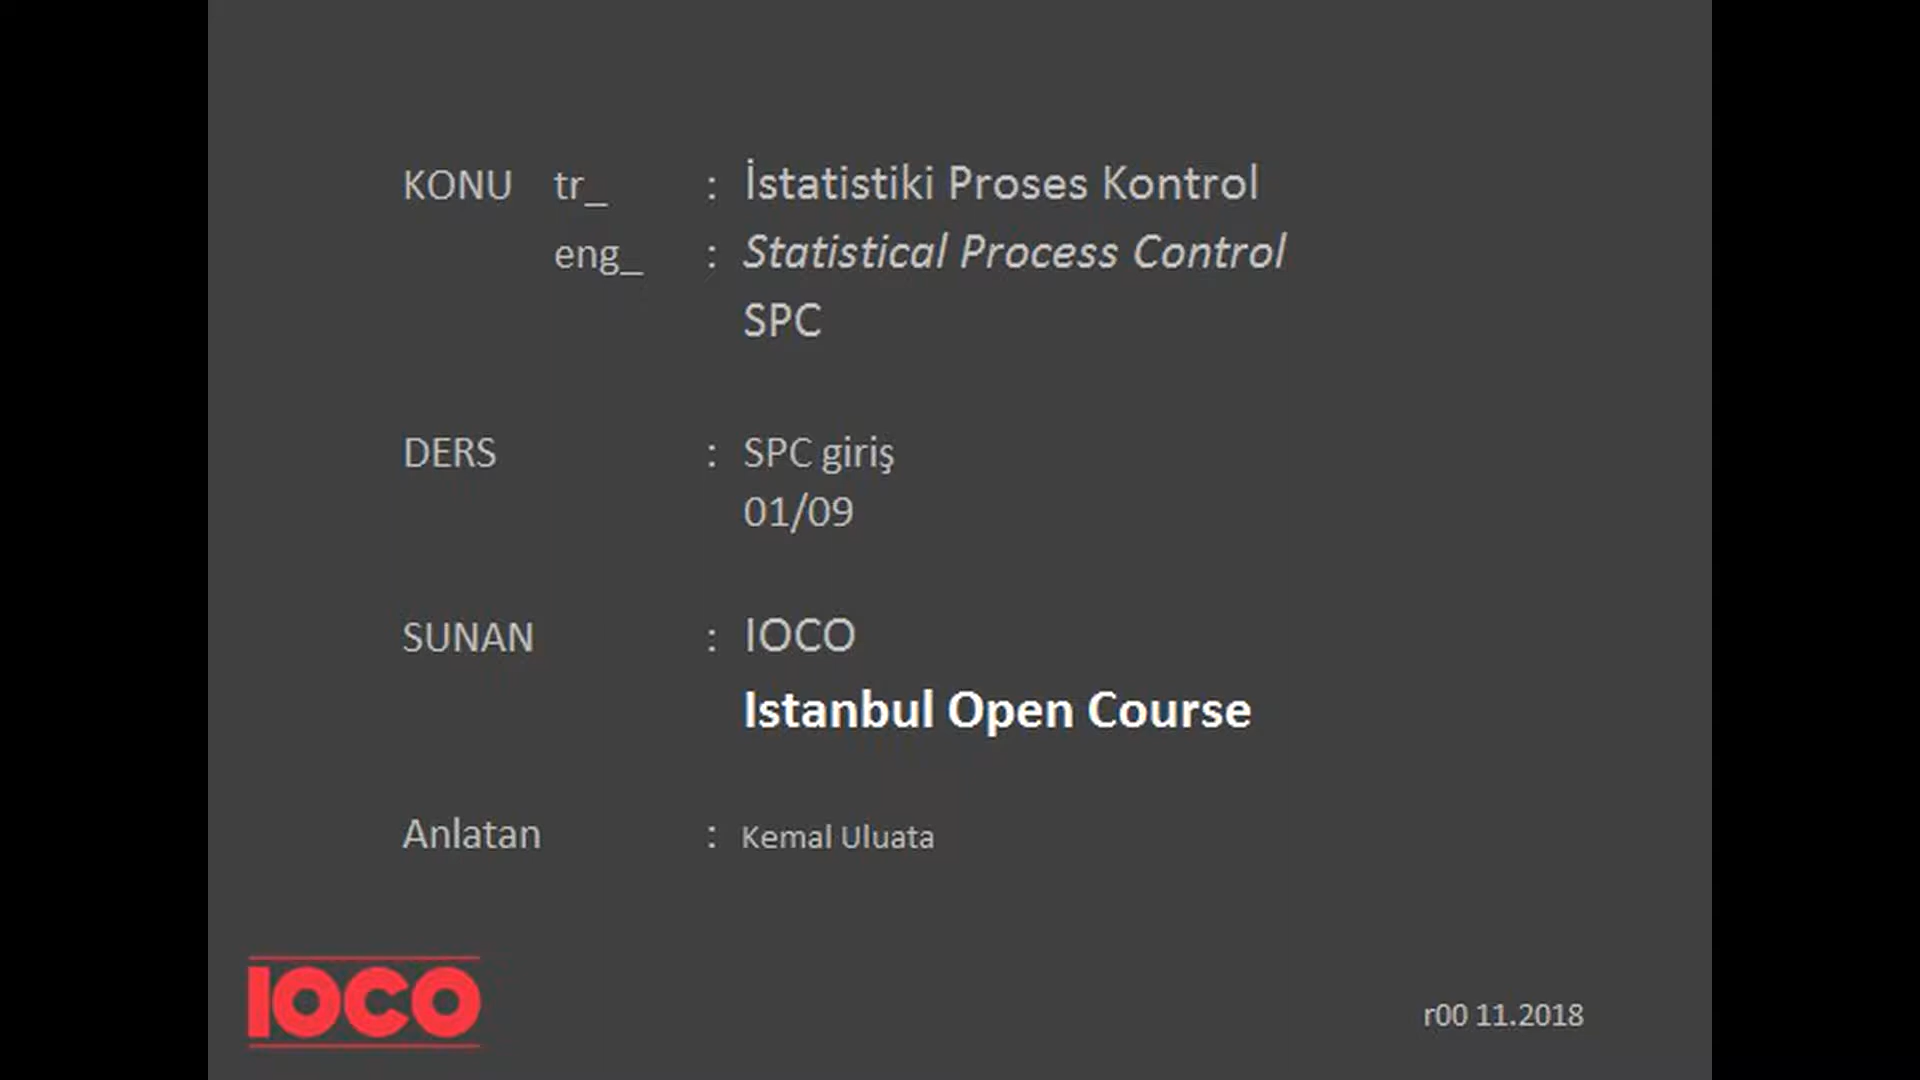 KONU tr_ : İstatistiki Proses Kontrol
eng_ : Statistical Process Control
SPC
DERS : SPC giriş
01/09
SUNAN : IOCO
Istanbul Open Course
Anlatan : Kemal Uluata
IOCO
r00 11.2018